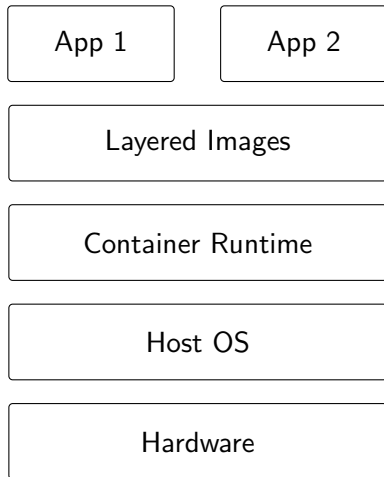 App 1 App 2
Layered Images
Container Runtime
Host OS
Hardware